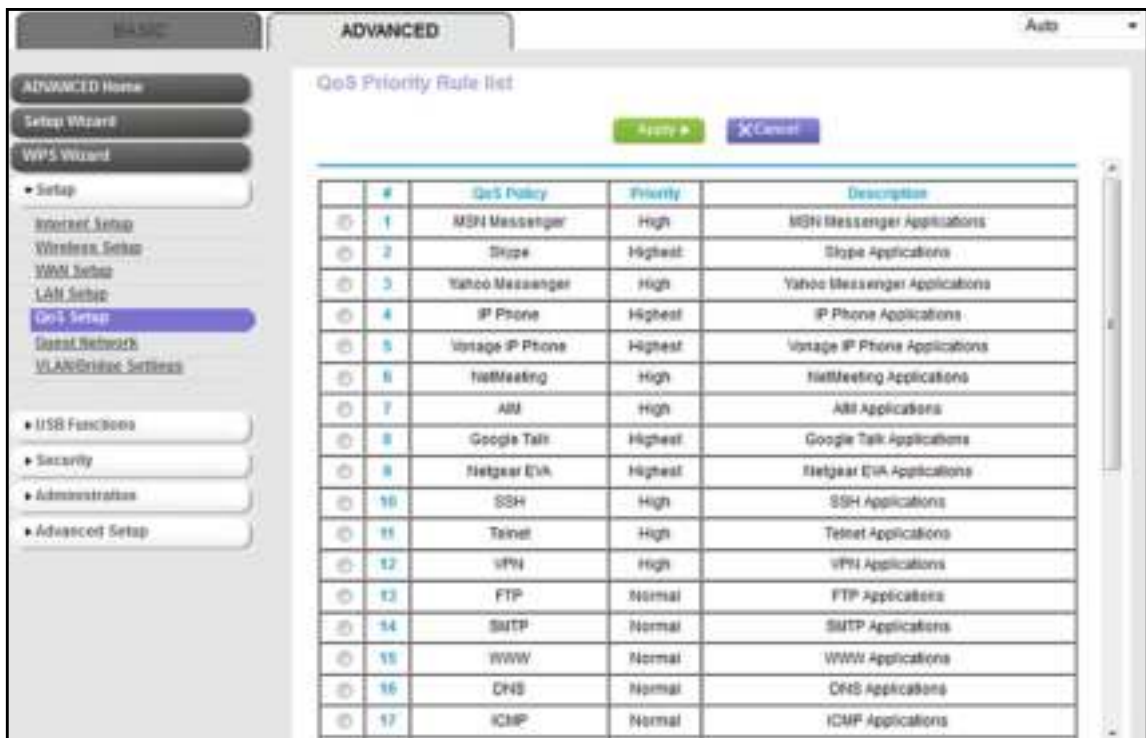 BASIC
ADVANCED
Auto
ADVANCED Home
Setup Wizard
WPS Wizard
Setup
Internet Setup
Wireless Setup
WAN Setup
LAN Setup
QoS Setup
Guest Network
VLAN/Bridge Settings
USB Functions
Security
Administration
Advanced Setup
QoS Priority Rule list
Apply
Cancel
# QoS Policy Priority Description
1 MSN Messenger High MSN Messenger Applications
2 Skype Highest Skype Applications
3 Yahoo Messenger High Yahoo Messenger Applications
4 IP Phone Highest IP Phone Applications
5 Vonage IP Phone Highest Vonage IP Phone Applications
6 NetMeeting High NetMeeting Applications
7 AIM High AIM Applications
8 Google Talk Highest Google Talk Applications
9 Netgear EVA Highest Netgear EVA Applications
10 SSH High SSH Applications
11 Telnet High Telnet Applications
12 VPN High VPN Applications
13 FTP Normal FTP Applications
14 SMTP Normal SMTP Applications
15 WWW Normal WWW Applications
16 DNS Normal DNS Applications
17 ICMP Normal ICMP Applications